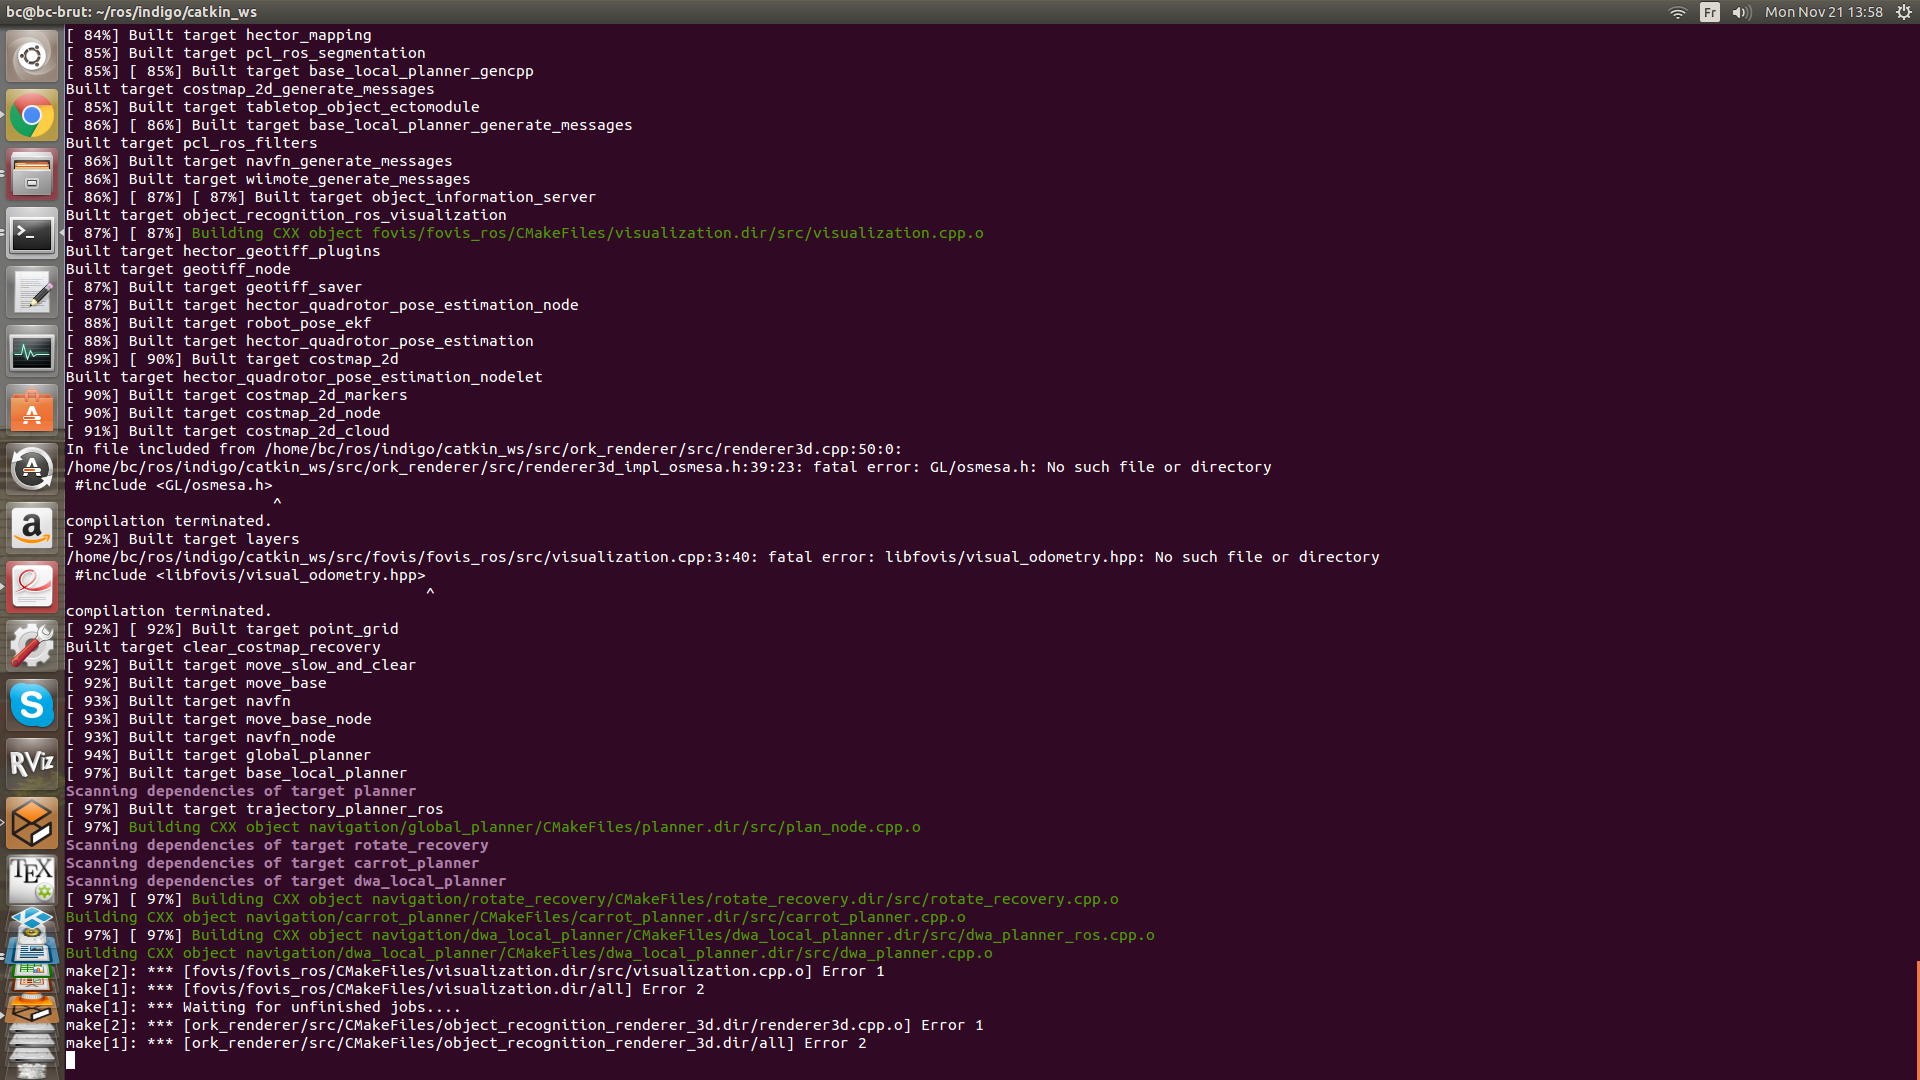 bc@bc-brut: ~/ros/indigo/catkin_ws
Fr
Mon Nov 21 13:58
[ 84%] Built target hector_mapping
[ 85%] Built target pcl_ros_segmentation
[ 85%] [ 85%] Built target base_local_planner_gencpp
Built target costmap_2d_generate_messages
[ 85%] Built target tabletop_object_ectomodule
[ 86%] [ 86%] Built target base_local_planner_generate_messages
Built target pcl_ros_filters
[ 86%] Built target navfn_generate_messages
[ 86%] Built target wiimote_generate_messages
[ 86%] [ 87%] [ 87%] Built target object_information_server
Built target object_recognition_ros_visualization
[ 87%] [ 87%] Building CXX object fovis/fovis_ros/CMakeFiles/visualization.dir/src/visualization.cpp.o
Built target hector_geotiff_plugins
Built target geotiff_node
[ 87%] Built target geotiff_saver
[ 87%] Built target hector_quadrotor_pose_estimation_node
[ 88%] Built target robot_pose_ekf
[ 88%] Built target hector_quadrotor_pose_estimation
[ 89%] [ 90%] Built target costmap_2d
Built target hector_quadrotor_pose_estimation_nodelet
[ 90%] Built target costmap_2d_markers
[ 90%] Built target costmap_2d_node
[ 91%] Built target costmap_2d_cloud
In file included from /home/bc/ros/indigo/catkin_ws/src/ork_renderer/src/renderer3d.cpp:50:0:
/home/bc/ros/indigo/catkin_ws/src/ork_renderer/src/renderer3d_impl_osmesa.h:39:23: fatal error: GL/osmesa.h: No such file or directory
 #include <GL/osmesa.h>
                       ^
compilation terminated.
[ 92%] Built target layers
/home/bc/ros/indigo/catkin_ws/src/fovis/fovis_ros/src/visualization.cpp:3:40: fatal error: libfovis/visual_odometry.hpp: No such file or directory
 #include <libfovis/visual_odometry.hpp>
                                        ^
compilation terminated.
[ 92%] [ 92%] Built target point_grid
Built target clear_costmap_recovery
[ 92%] Built target move_slow_and_clear
[ 92%] Built target move_base
[ 93%] Built target navfn
[ 93%] Built target move_base_node
[ 93%] Built target navfn_node
[ 94%] Built target global_planner
[ 97%] Built target base_local_planner
Scanning dependencies of target planner
[ 97%] Built target trajectory_planner_ros
[ 97%] Building CXX object navigation/global_planner/CMakeFiles/planner.dir/src/plan_node.cpp.o
Scanning dependencies of target rotate_recovery
Scanning dependencies of target carrot_planner
Scanning dependencies of target dwa_local_planner
[ 97%] [ 97%] Building CXX object navigation/rotate_recovery/CMakeFiles/rotate_recovery.dir/src/rotate_recovery.cpp.o
Building CXX object navigation/carrot_planner/CMakeFiles/carrot_planner.dir/src/carrot_planner.cpp.o
[ 97%] [ 97%] Building CXX object navigation/dwa_local_planner/CMakeFiles/dwa_local_planner.dir/src/dwa_planner_ros.cpp.o
Building CXX object navigation/dwa_local_planner/CMakeFiles/dwa_local_planner.dir/src/dwa_planner.cpp.o
make[2]: *** [fovis/fovis_ros/CMakeFiles/visualization.dir/src/visualization.cpp.o] Error 1
make[1]: *** [fovis/fovis_ros/CMakeFiles/visualization.dir/all] Error 2
make[1]: *** Waiting for unfinished jobs....
make[2]: *** [ork_renderer/src/CMakeFiles/object_recognition_renderer_3d.dir/renderer3d.cpp.o] Error 1
make[1]: *** [ork_renderer/src/CMakeFiles/object_recognition_renderer_3d.dir/all] Error 2
>_
A
A
a
S
RViz
TEX